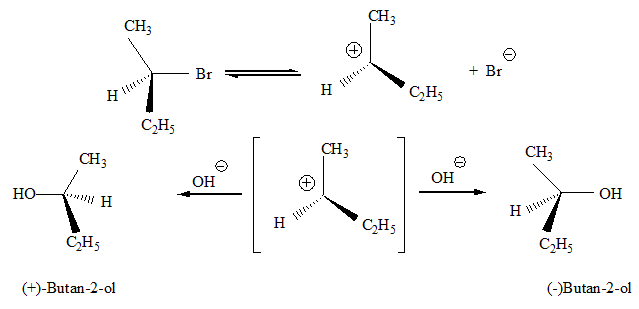 CH3
CH3
Br
H
C2H5
⊕
H
C2H5
+ Br ⊖
CH3
HO
H
C2H5
OH ⊖
CH3
⊕
H
C2H5
OH ⊖
CH3
OH
H
C2H5
(+)-Butan-2-ol
(-)Butan-2-ol